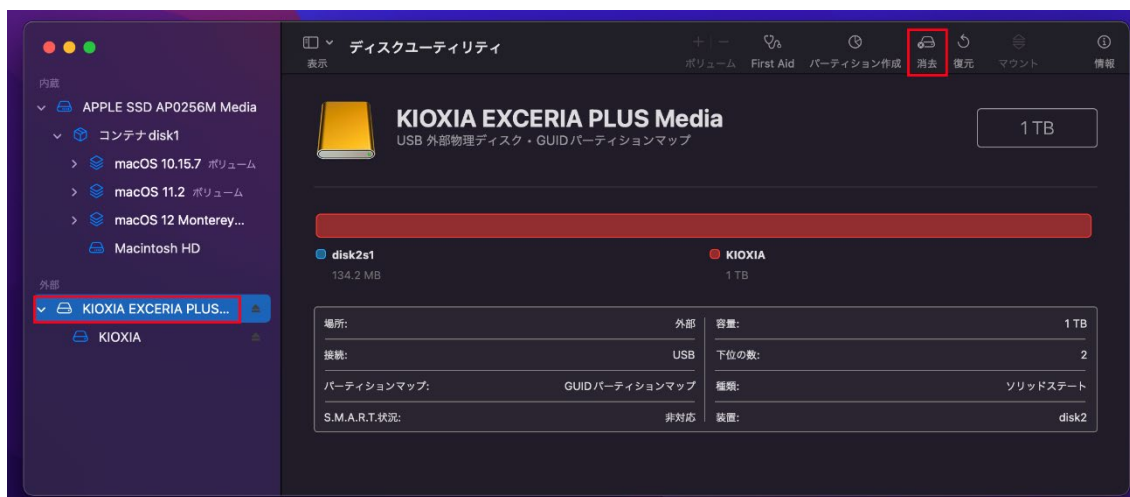 ディスクユーティリティ
表示
ボリューム
First Aid
パーティション作成
消去
復元
マウント
情報
内蔵
APPLE SSD AP0256M Media
コンテナ disk1
macOS 10.15.7 ボリューム
macOS 11.2 ボリューム
macOS 12 Monterey...
Macintosh HD
外部
KIOXIA EXCERIA PLUS...
KIOXIA
KIOXIA EXCERIA PLUS Media
USB 外部物理ディスク・GUIDパーティションマップ
1 TB
disk2s1
134.2 MB
KIOXIA
1 TB
場所: 外部
容量: 1 TB
接続: USB
下位の数: 2
パーティションマップ: GUIDパーティションマップ
種類: ソリッドステート
S.M.A.R.T.状況: 非対応
装置: disk2